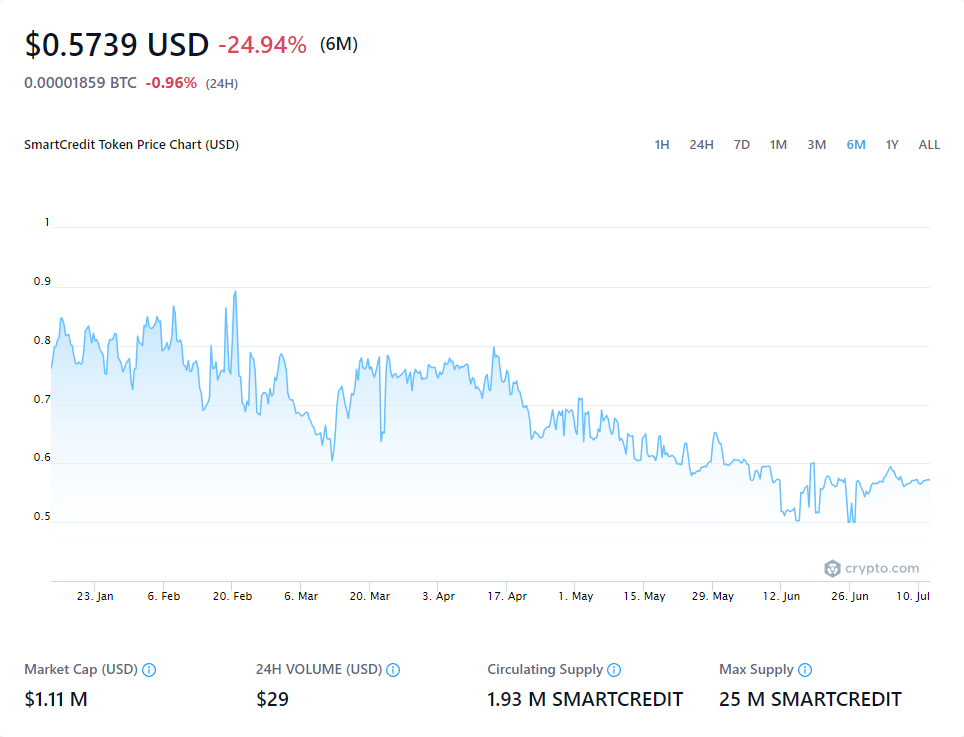 $0.5739 USD -24.94% (6M)
0.00001859 BTC -0.96% (24H)
SmartCredit Token Price Chart (USD) 1H 24H 7D 1M 3M 6M 1Y ALL
1
0.9
0.8
0.7
0.6
0.5
crypto.com
23. Jan 6. Feb 20. Feb 6. Mar 20. Mar 3. Apr 17. Apr 1. May 15. May 29. May 12. Jun 26. Jun 10. Jul
Market Cap (USD) 24H VOLUME (USD) Circulating Supply Max Supply
$1.11 M $29 1.93 M SMARTCREDIT 25 M SMARTCREDIT